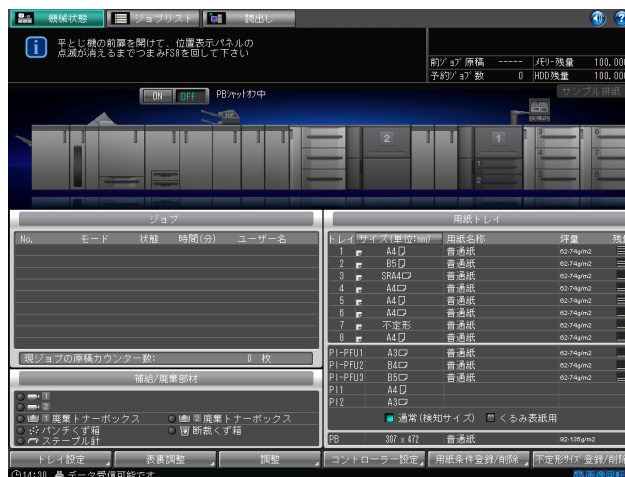 機械状態 ジョブリスト 読出し
平とじ機の前扉を開けて、位置表示パネルの
点滅が消えるまでつまみFS8を回して下さい
前ジョブ原稿 ----- メモリー残量 100.00
予約ジョブ数 0 HDD残量 100.00
ON OFF PBシャットオフ中 サンプル排紙
2 1
ジョブ
No. モード 状態 時間(分) ユーザー名
現ジョブの原稿カウンター数: 0 枚
補給/廃棄部材
1
2
1 廃棄トナーボックス 2 廃棄トナーボックス
パンチくず箱 断裁くず箱
ステープル針
用紙トレイ
トレイ サイズ(単位:mm) 用紙名称 坪量 残
1 A4 普通紙 62-74g/m2
2 B5 普通紙 62-74g/m2
3 SRA4 普通紙 62-74g/m2
4 A4 普通紙 62-74g/m2
5 A4 普通紙 62-74g/m2
6 A4 普通紙 62-74g/m2
7 不定形 普通紙 62-74g/m2
8 A4 普通紙 62-74g/m2
PI-PFU1 A3 普通紙 62-74g/m2
PI-PFU2 B4 普通紙 62-74g/m2
PI-PFU3 B5 普通紙 62-74g/m2
PI1 A4
PI2 A3
通常(検知サイズ) くるみ表紙用
PB 307 x 472 普通紙 92-135g/m2
トレイ設定 表裏調整 調整 コントローラー設定 用紙条件登録/削除 不定形サイズ 登録/削除
14:30 データ受信可能です 画像回転